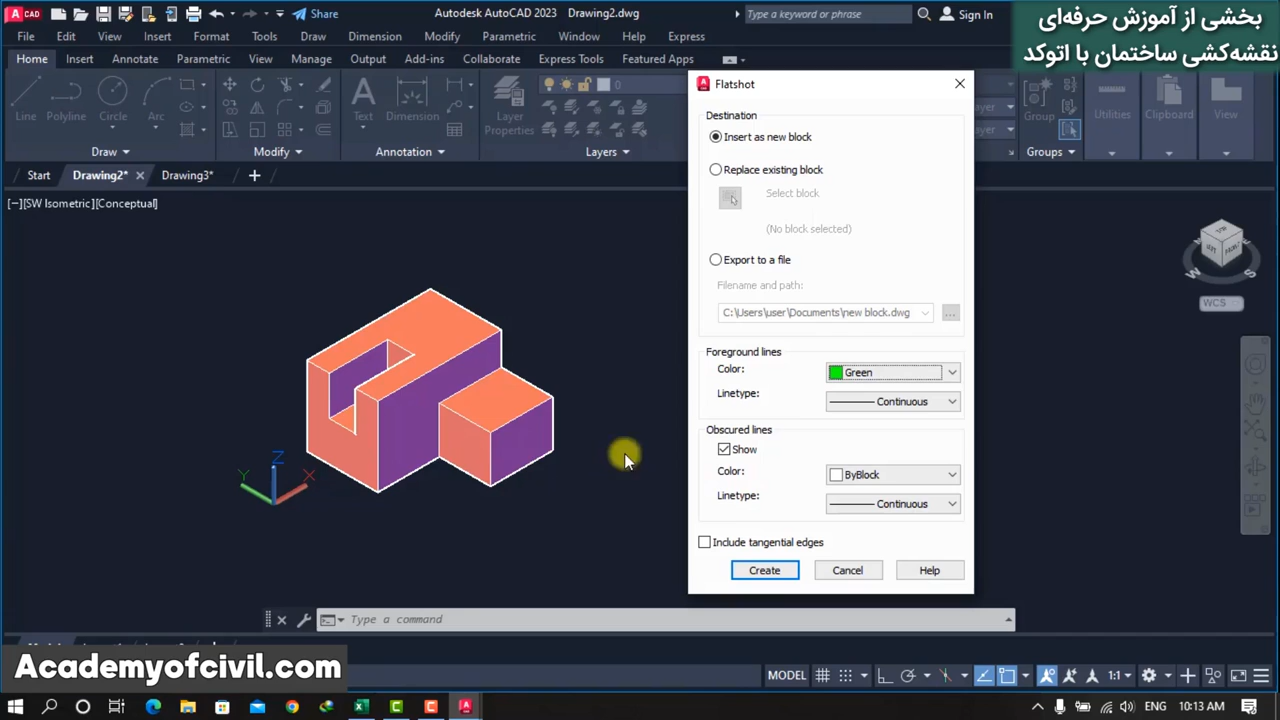 Share
Autodesk AutoCAD 2023 Drawing2.dwg
Type a keyword or phrase
Sign In
بخشی از آموزش حرفه‌ای
نقشه‌کشی ساختمان با اتوکد
File Edit View Insert Format Tools Draw Dimension Modify Parametric Window Help Express
Home Insert Annotate Parametric View Manage Output Add-ins Collaborate Express Tools Featured Apps
Line Polyline Circle Arc
Text Dimension
Layer Properties
0
Group Utilities Clipboard View
Draw Modify Annotation Layers Groups
Start Drawing2* Drawing3*
[−][SW Isometric][Conceptual]
Flatshot
Destination
Insert as new block
Replace existing block
Select block
(No block selected)
Export to a file
Filename and path:
C:\Users\user\Documents\new block.dwg
...
Foreground lines
Color:
Green
Linetype:
Continuous
Obscured lines
Show
Color:
ByBlock
Linetype:
Continuous
Include tangential edges
Create Cancel Help
W S
WCS
Z
Y X
Type a command
Academyofcivil.com
MODEL
1:1
10:13 AM